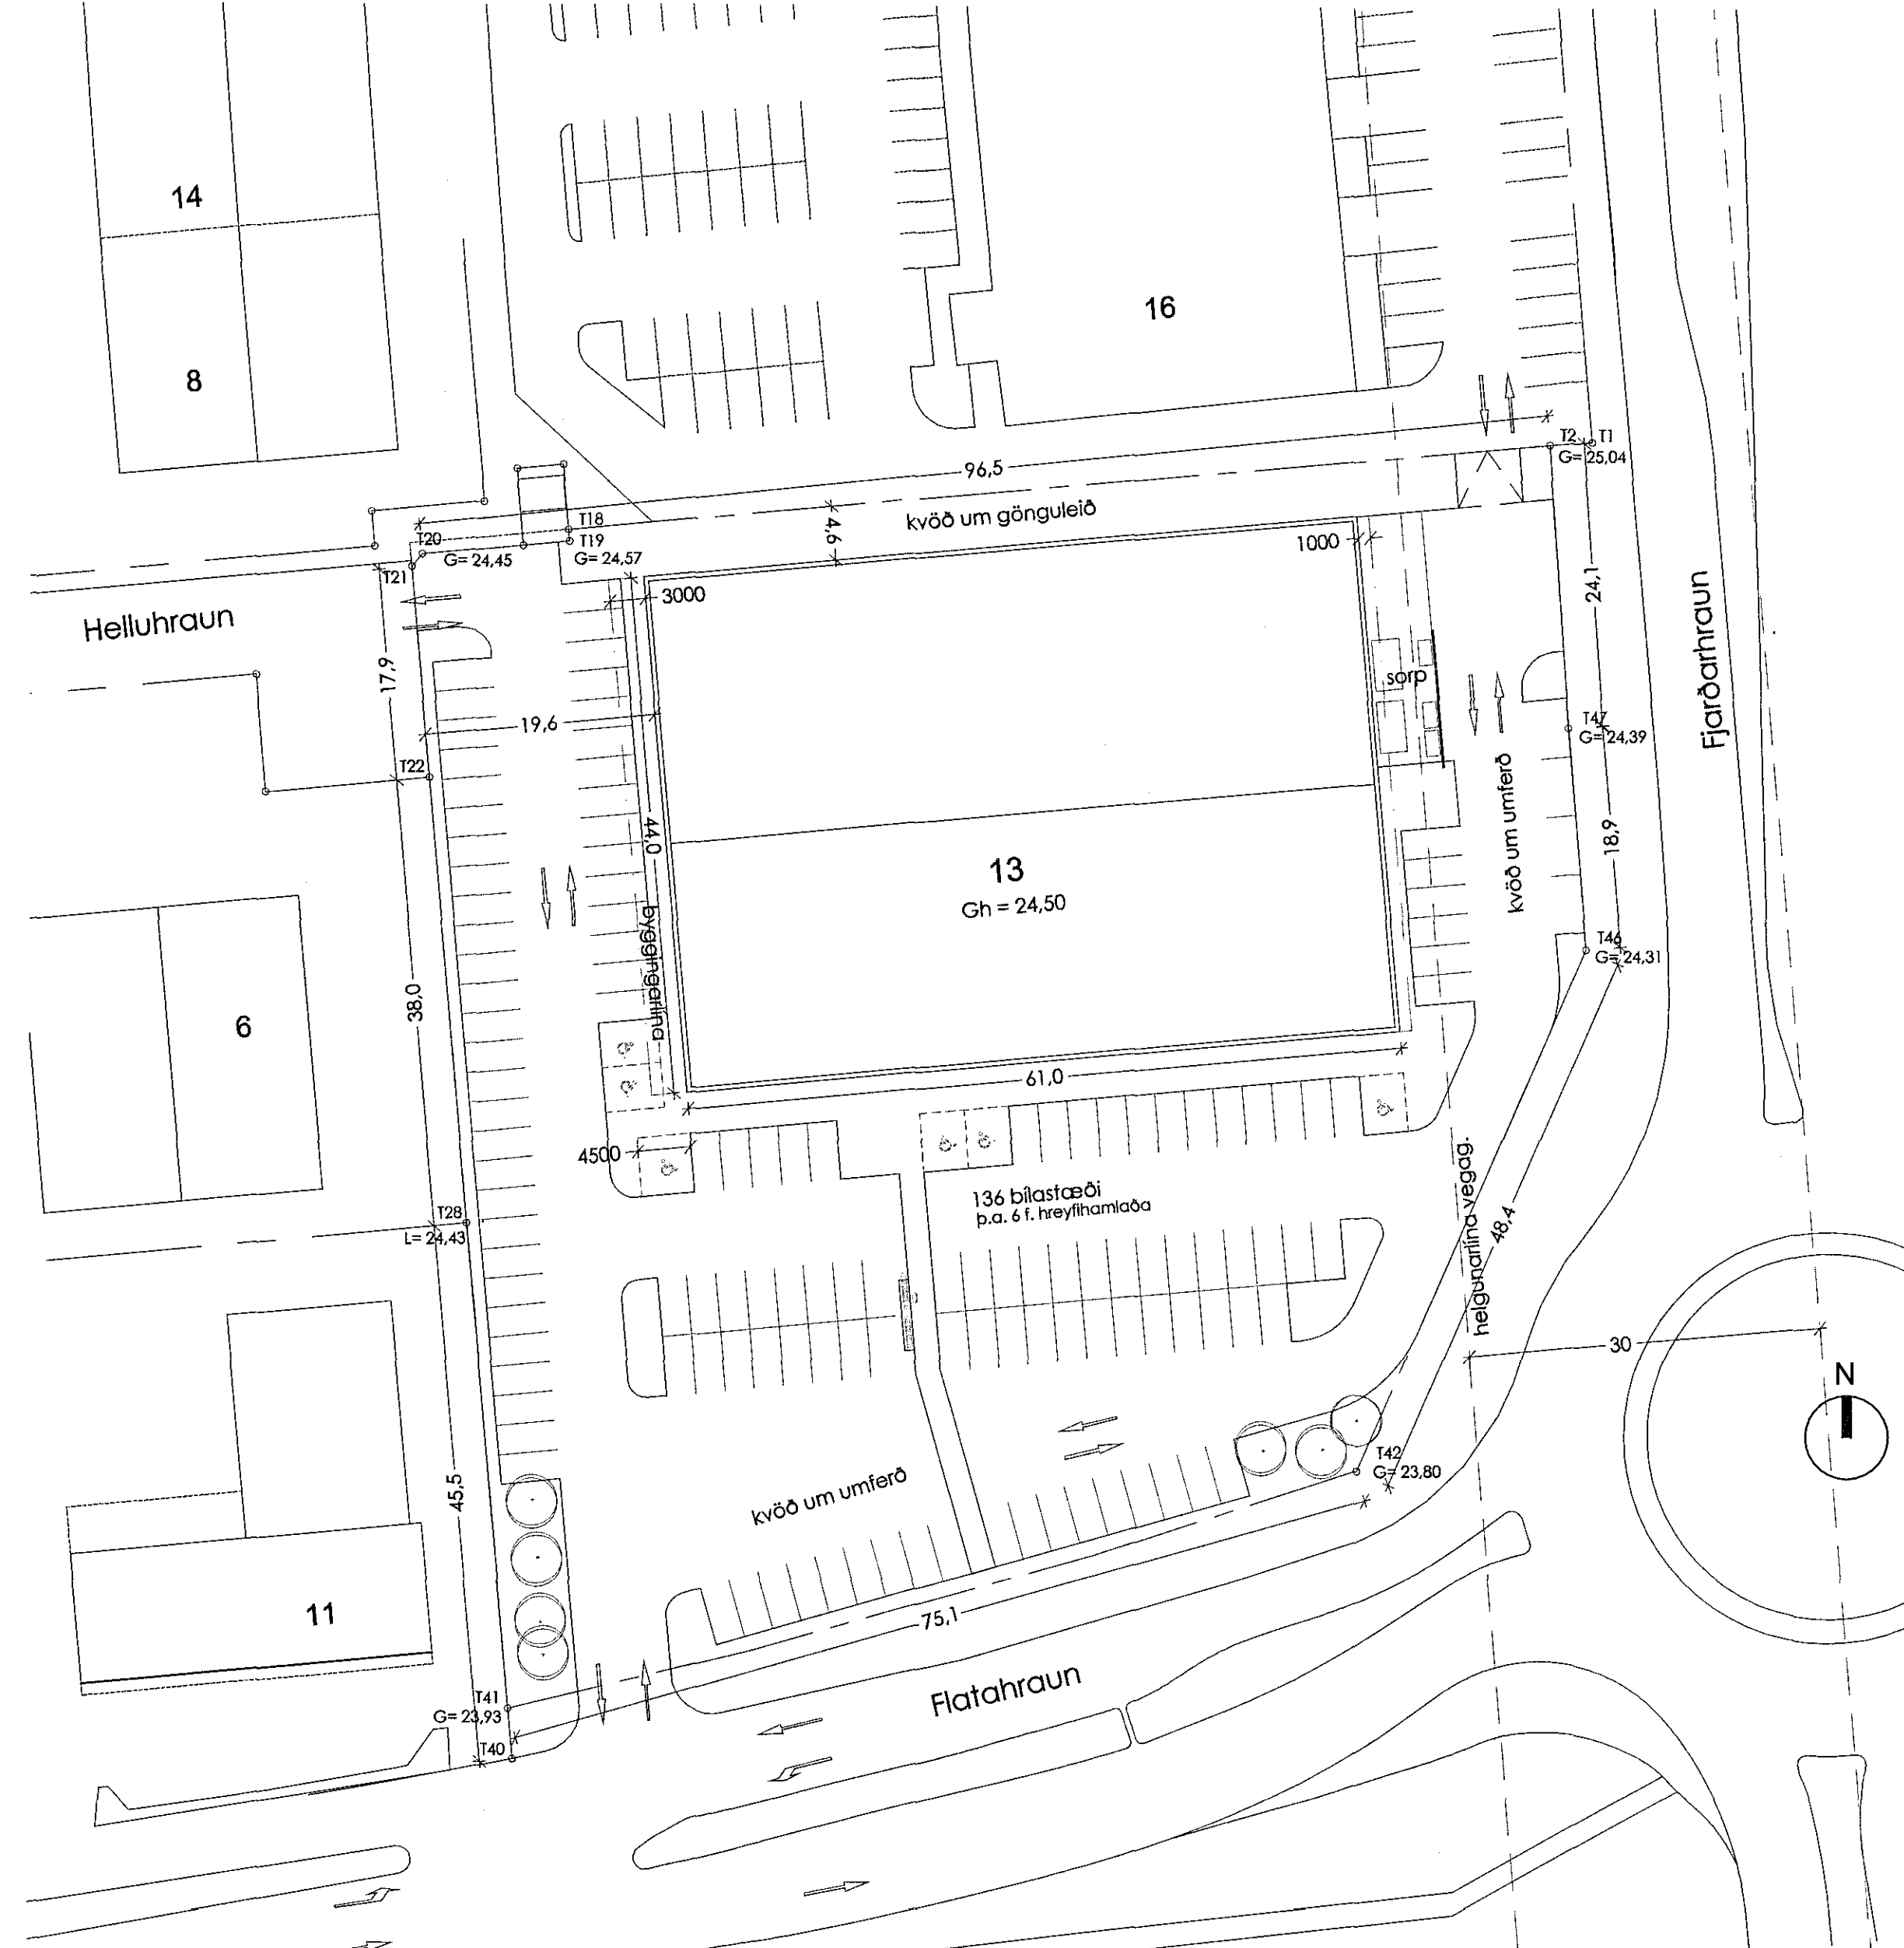 14
16
8
T2
T1
G= 25,04
96,5
kvöð um gönguleið
4,6
T18
T19
T20
G= 24,45
G= 24,57
1000
T21
3000
24,1
Helluhraun
Fjarðarhraun
17,9
sorp
19,6
T47
G= 24,39
T22
kvöð um umferð
44,0
18,9
13
Gh = 24,50
byggingarlína
T46
G= 24,31
38,0
6
61,0
4500
136 bílastæði
þ.a. 6 f. hreyfihamlaða
helgunarlína vegag.
T28
L= 24,43
48,4
30
N
T42
G= 23,80
kvöð um umferð
45,5
11
75,1
Flatahraun
T41
G= 23,93
T40